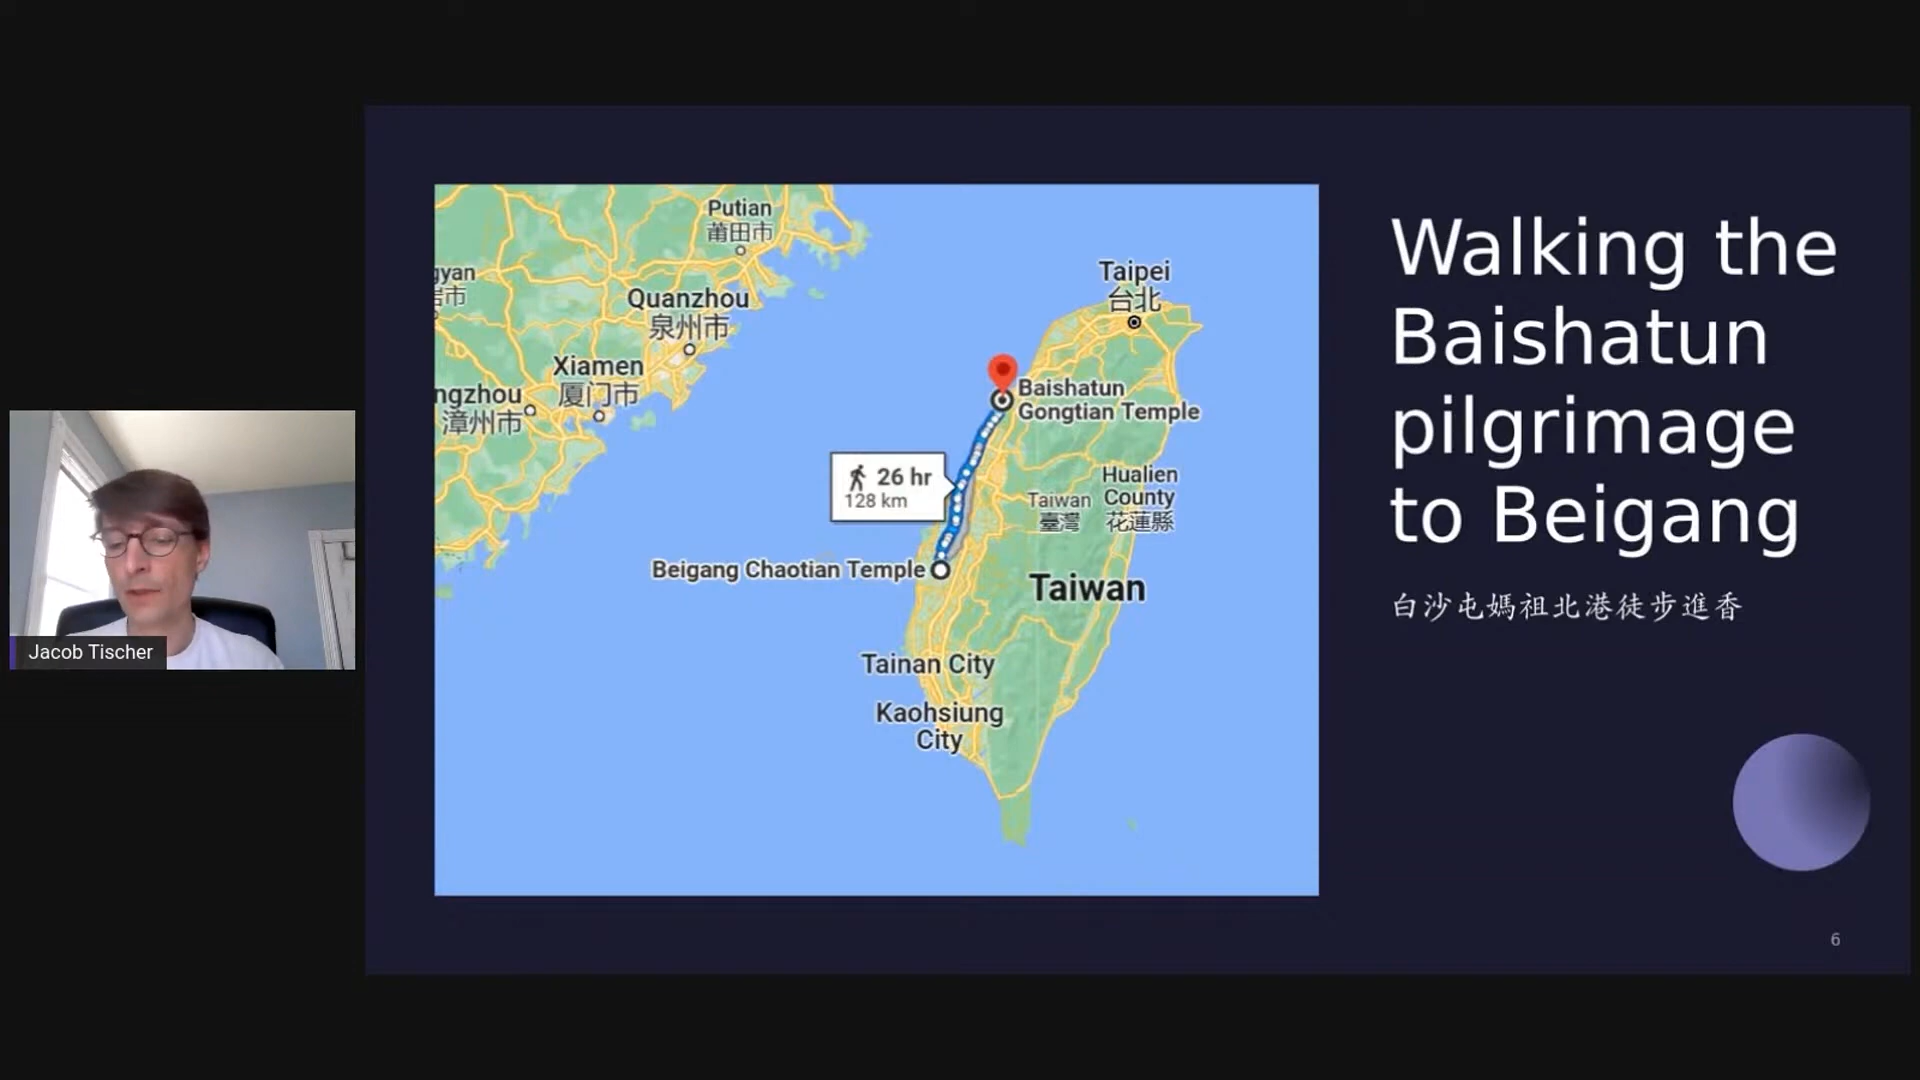 Putian
莆田市
Quanzhou
泉州市
Xiamen
厦门市
ngzhou
漳州市
gyan
岩市
Taipei
台北
Baishatun
Gongtian Temple
26 hr
128 km
Hualien
County
花蓮縣
Taiwan
臺灣
Beigang Chaotian Temple
Taiwan
Tainan City
Kaohsiung
City
Walking the
Baishatun
pilgrimage
to Beigang
白沙屯媽祖北港徒步進香
6
Jacob Tischer